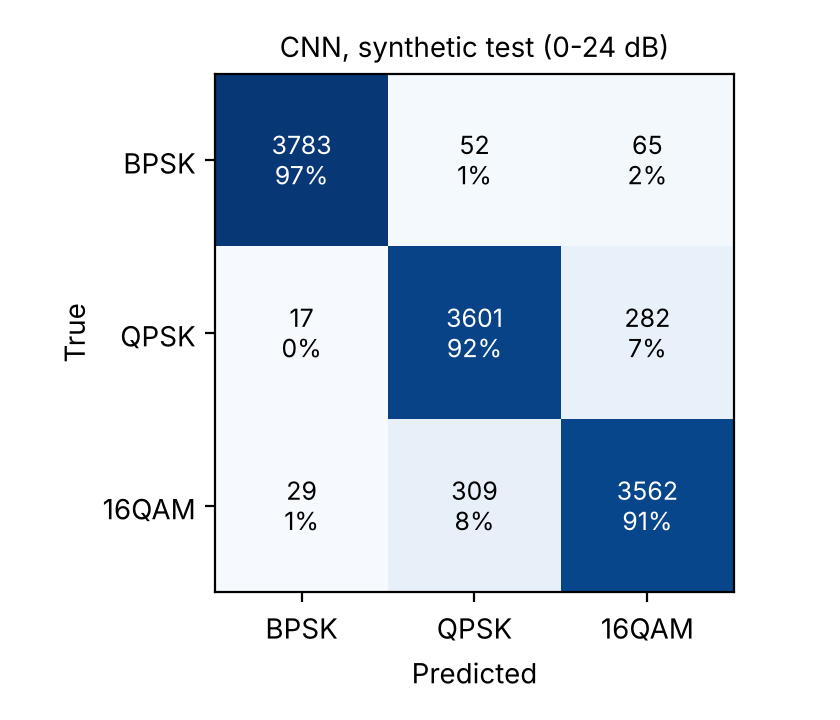 CNN, synthetic test (0-24 dB)
BPSK
3783
97%
52
1%
65
2%
True
QPSK
17
0%
3601
92%
282
7%
16QAM
29
1%
309
8%
3562
91%
BPSK
QPSK
16QAM
Predicted